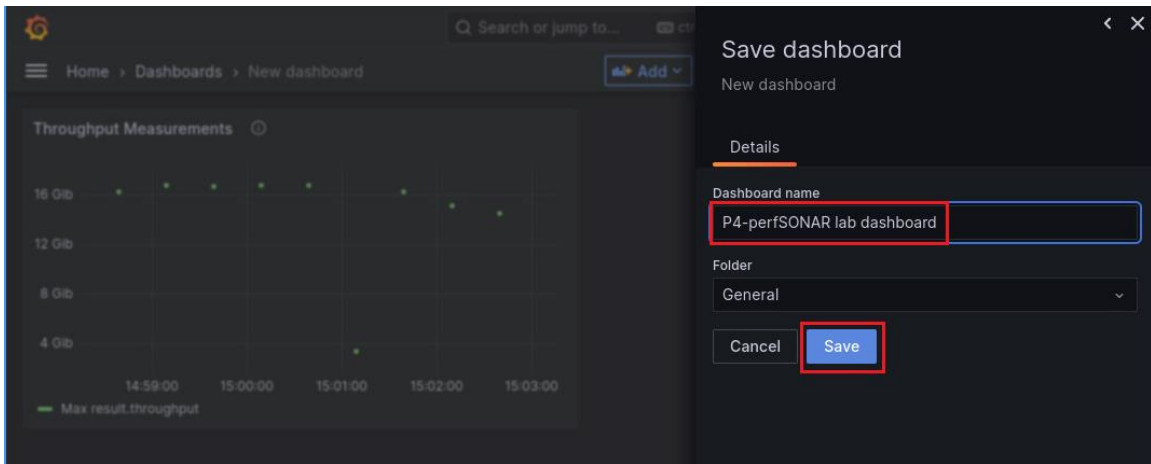 Search or jump to...
ctr
Home › Dashboards › New dashboard
Add
Throughput Measurements
16 Gib
12 Gib
8 Gib
4 Gib
14:59:00 15:00:00 15:01:00 15:02:00 15:03:00
Max result.throughput
Save dashboard
New dashboard
Details
Dashboard name
P4-perfSONAR lab dashboard
Folder
General
Cancel Save